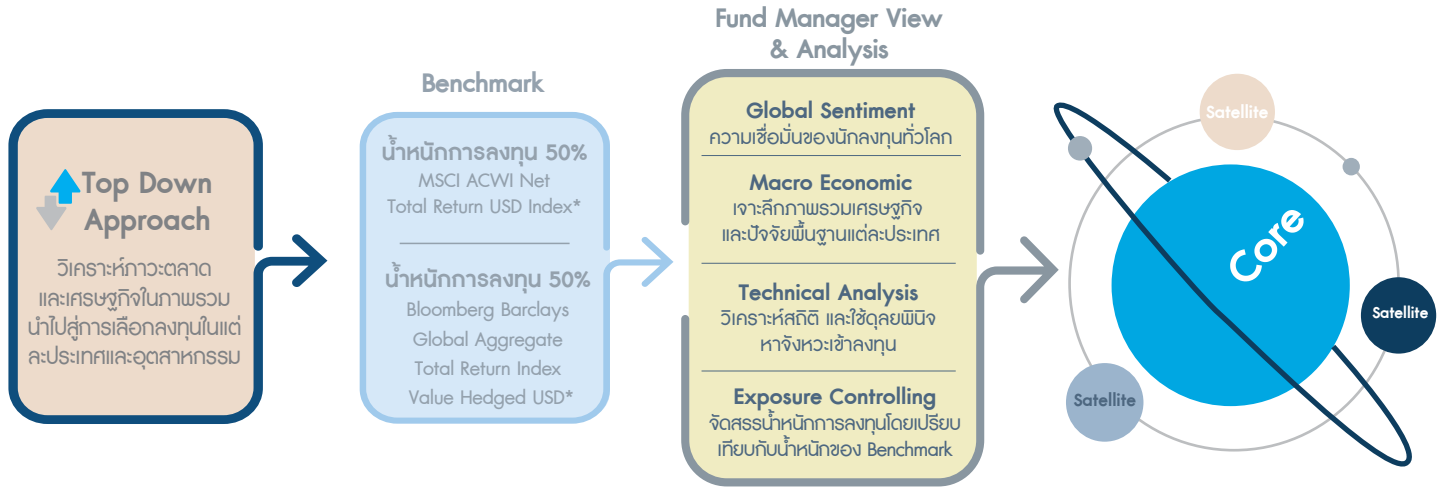 Top Down
Approach
วิเคราะห์ภาวะตลาด
และเศรษฐกิจในภาพรวม
นำไปสู่การเลือกลงทุนในแต่
ละประเทศและอุตสาหกรรม
Benchmark
น้ำหนักการลงทุน 50%
MSCI ACWI Net
Total Return USD Index*
น้ำหนักการลงทุน 50%
Bloomberg Barclays
Global Aggregate
Total Return Index
Value Hedged USD*
Fund Manager View
& Analysis
Global Sentiment
ความเชื่อมั่นของนักลงทุนทั่วโลก
Macro Economic
เจาะลึกภาพรวมเศรษฐกิจ
และปัจจัยพื้นฐานแต่ละประเทศ
Technical Analysis
วิเคราะห์สถิติ และใช้ดุลยพินิจ
หาจังหวะเข้าลงทุน
Exposure Controlling
จัดสรรน้ำหนักการลงทุนโดยเปรียบ
เทียบกับน้ำหนักของ Benchmark
Satellite
Core
Satellite
Satellite